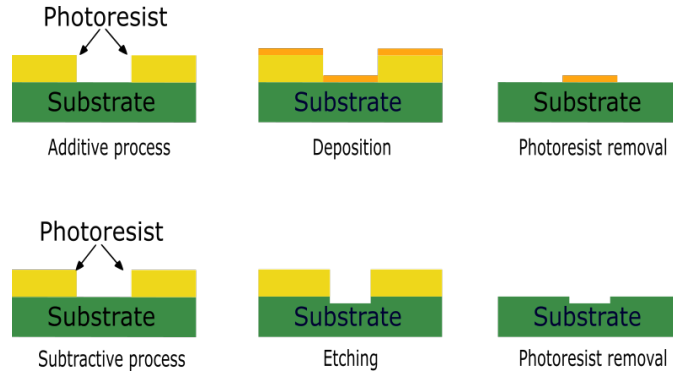 Photoresist
Substrate
Substrate
Substrate
Additive process
Deposition
Photoresist removal
Photoresist
Substrate
Substrate
Substrate
Subtractive process
Etching
Photoresist removal